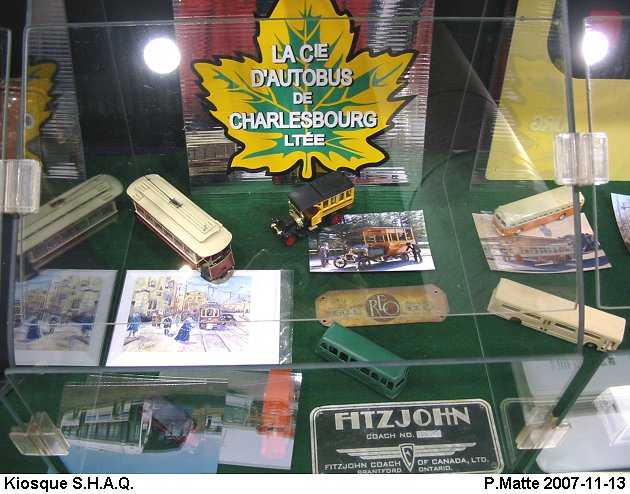 LA CIE
D'AUTOBUS
DE
CHARLESBOURG
LTÉE
REO
FITZJOHN
COACH NO.
FITZJOHN COACH OF CANADA, LTD.
BRANTFORD ONTARIO.
Kiosque S.H.A.Q.
P.Matte 2007-11-13